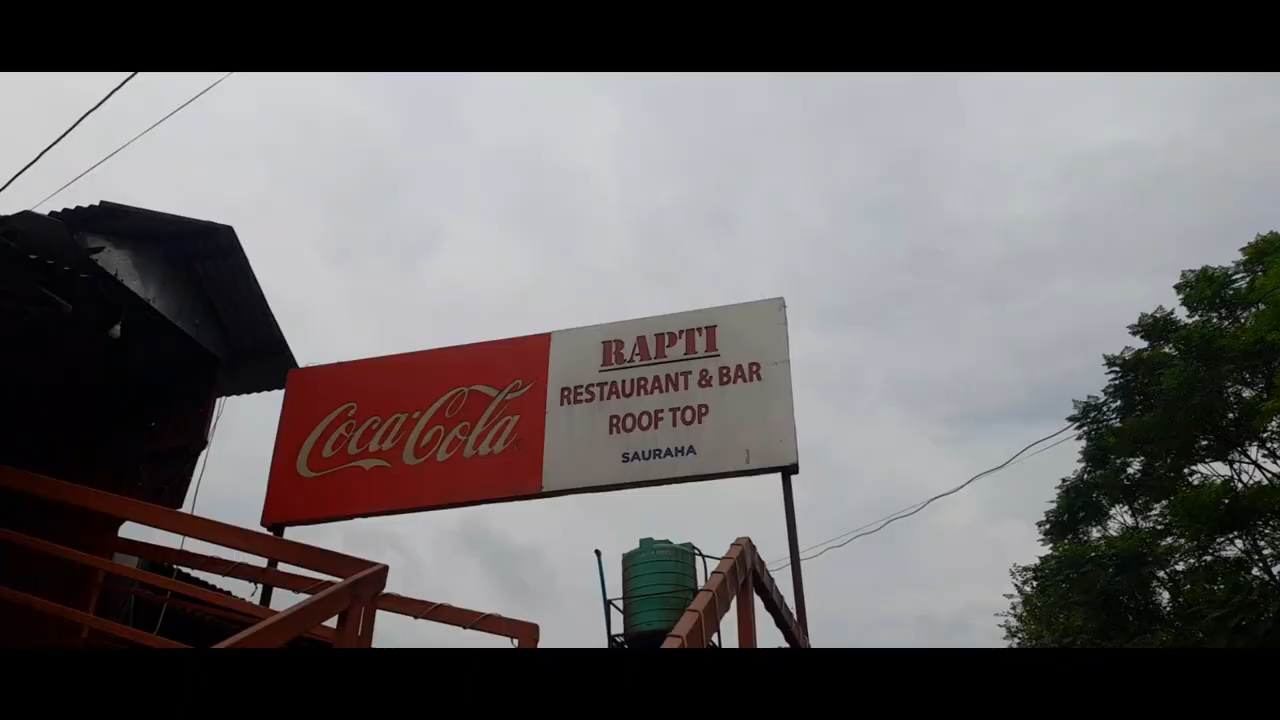 Coca-Cola
RAPTI
RESTAURANT & BAR
ROOF TOP
SAURAHA